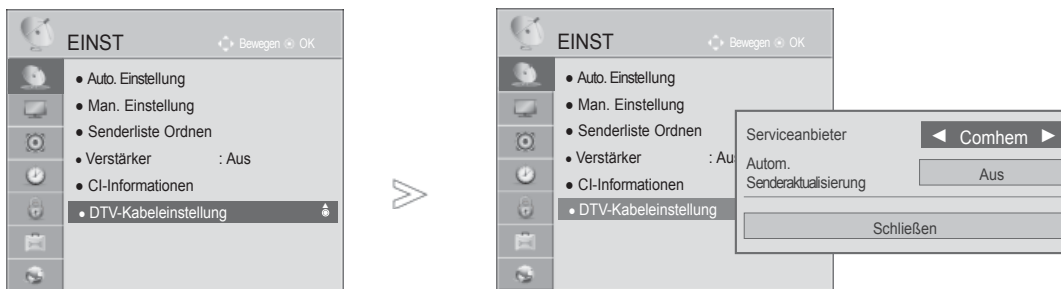 EINST
Bewegen OK
● Auto. Einstellung
● Man. Einstellung
● Senderliste Ordnen
● Verstärker : Aus
● CI-Informationen
● DTV-Kabeleinstellung
EINST
Bewegen OK
● Auto. Einstellung
● Man. Einstellung
● Senderliste Ordnen
● Verstärker : Au
● CI-Informationen
● DTV-Kabeleinstellung
Serviceanbieter ◄ Comhem ►
Autom.
Senderaktualisierung Aus
Schließen